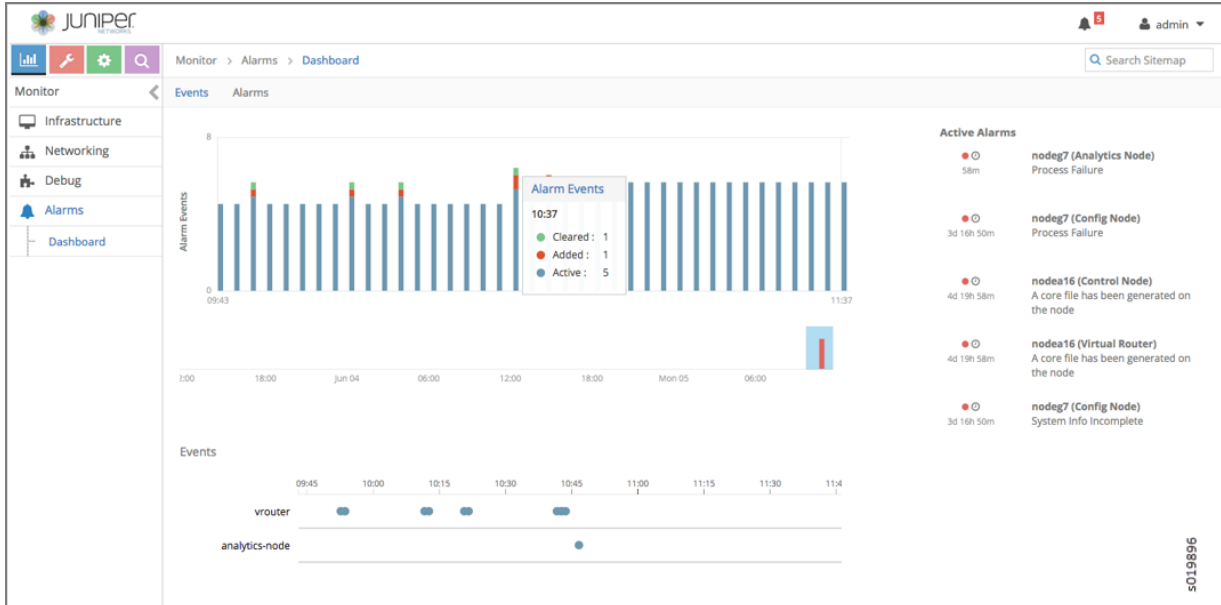 JUNIPER
NETWORKS
5
admin
Monitor > Alarms > Dashboard
Search Sitemap
Monitor
Events Alarms
Infrastructure
Networking
Debug
Alarms
Dashboard
8
Alarm Events
0
09:43
11:37
Alarm Events
10:37
Cleared : 1
Added : 1
Active : 5
2:00 18:00 Jun 04 06:00 12:00 18:00 Mon 05 06:00
Active Alarms
nodeg7 (Analytics Node)
58m Process Failure
nodeg7 (Config Node)
3d 16h 50m Process Failure
nodea16 (Control Node)
4d 19h 58m A core file has been generated on
the node
nodea16 (Virtual Router)
4d 19h 58m A core file has been generated on
the node
nodeg7 (Config Node)
3d 16h 50m System Info Incomplete
Events
09:45 10:00 10:15 10:30 10:45 11:00 11:15 11:30 11:4
vrouter
analytics-node
s019896